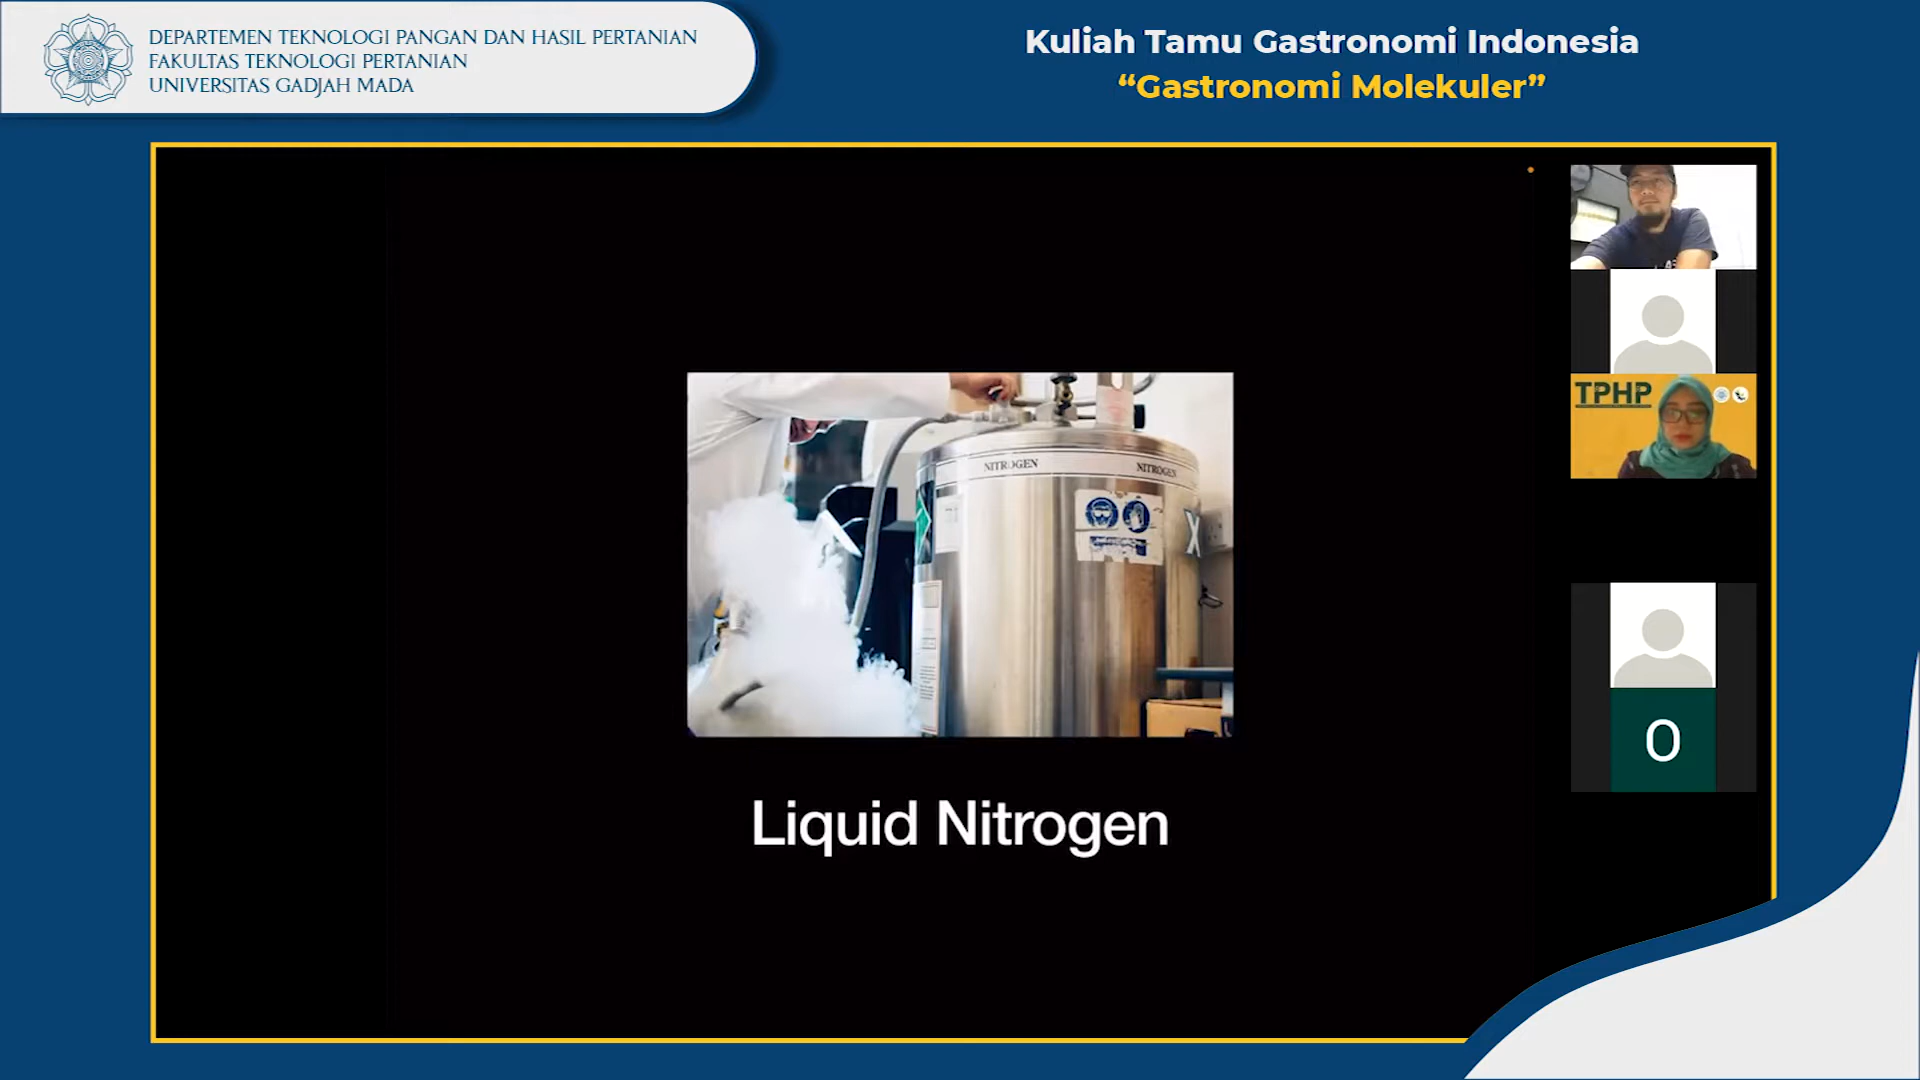 DEPARTEMEN TEKNOLOGI PANGAN DAN HASIL PERTANIAN
FAKULTAS TEKNOLOGI PERTANIAN
UNIVERSITAS GADJAH MADA
Kuliah Tamu Gastronomi Indonesia
“Gastronomi Molekuler”
TPHP
NITROGEN NITROGEN
X
Liquid Nitrogen
O